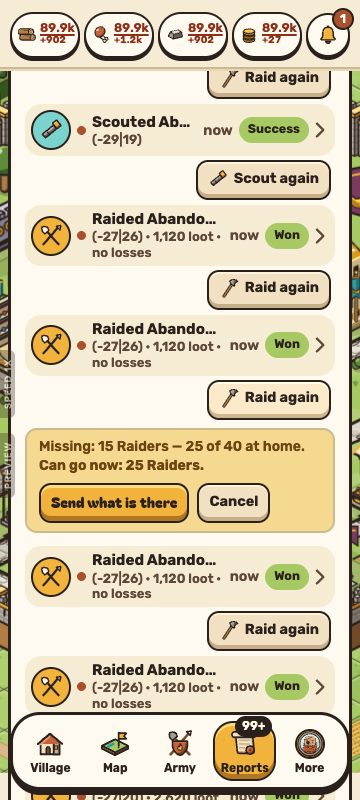 89.9k 89.9k 89.9k 89.9k 1
+902 +1.2k +902 +27
Raid again
Scouted Ab... now Success
(-29|19)
Scout again
Raided Abando...
(-27|26) · 1,120 loot · now Won
no losses
Raid again
Raided Abando...
(-27|26) · 1,120 loot · now Won
no losses
Raid again
SPEED 1X
PREVIEW
Missing: 15 Raiders — 25 of 40 at home.
Can go now: 25 Raiders.
Send what is there Cancel
Raided Abando...
(-27|26) · 1,120 loot · now Won
no losses
Raid again
Raided Abando...
(-27|26) · 1,120 loot · now Won
no losses
99+
Village Map Army Reports More